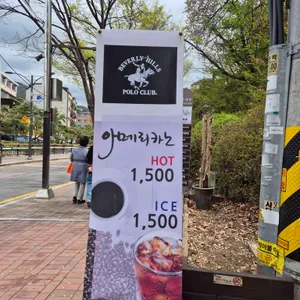 BEVERLY HILLS
POLO CLUB.
아메리카노
HOT
1,500
ICE
1,500